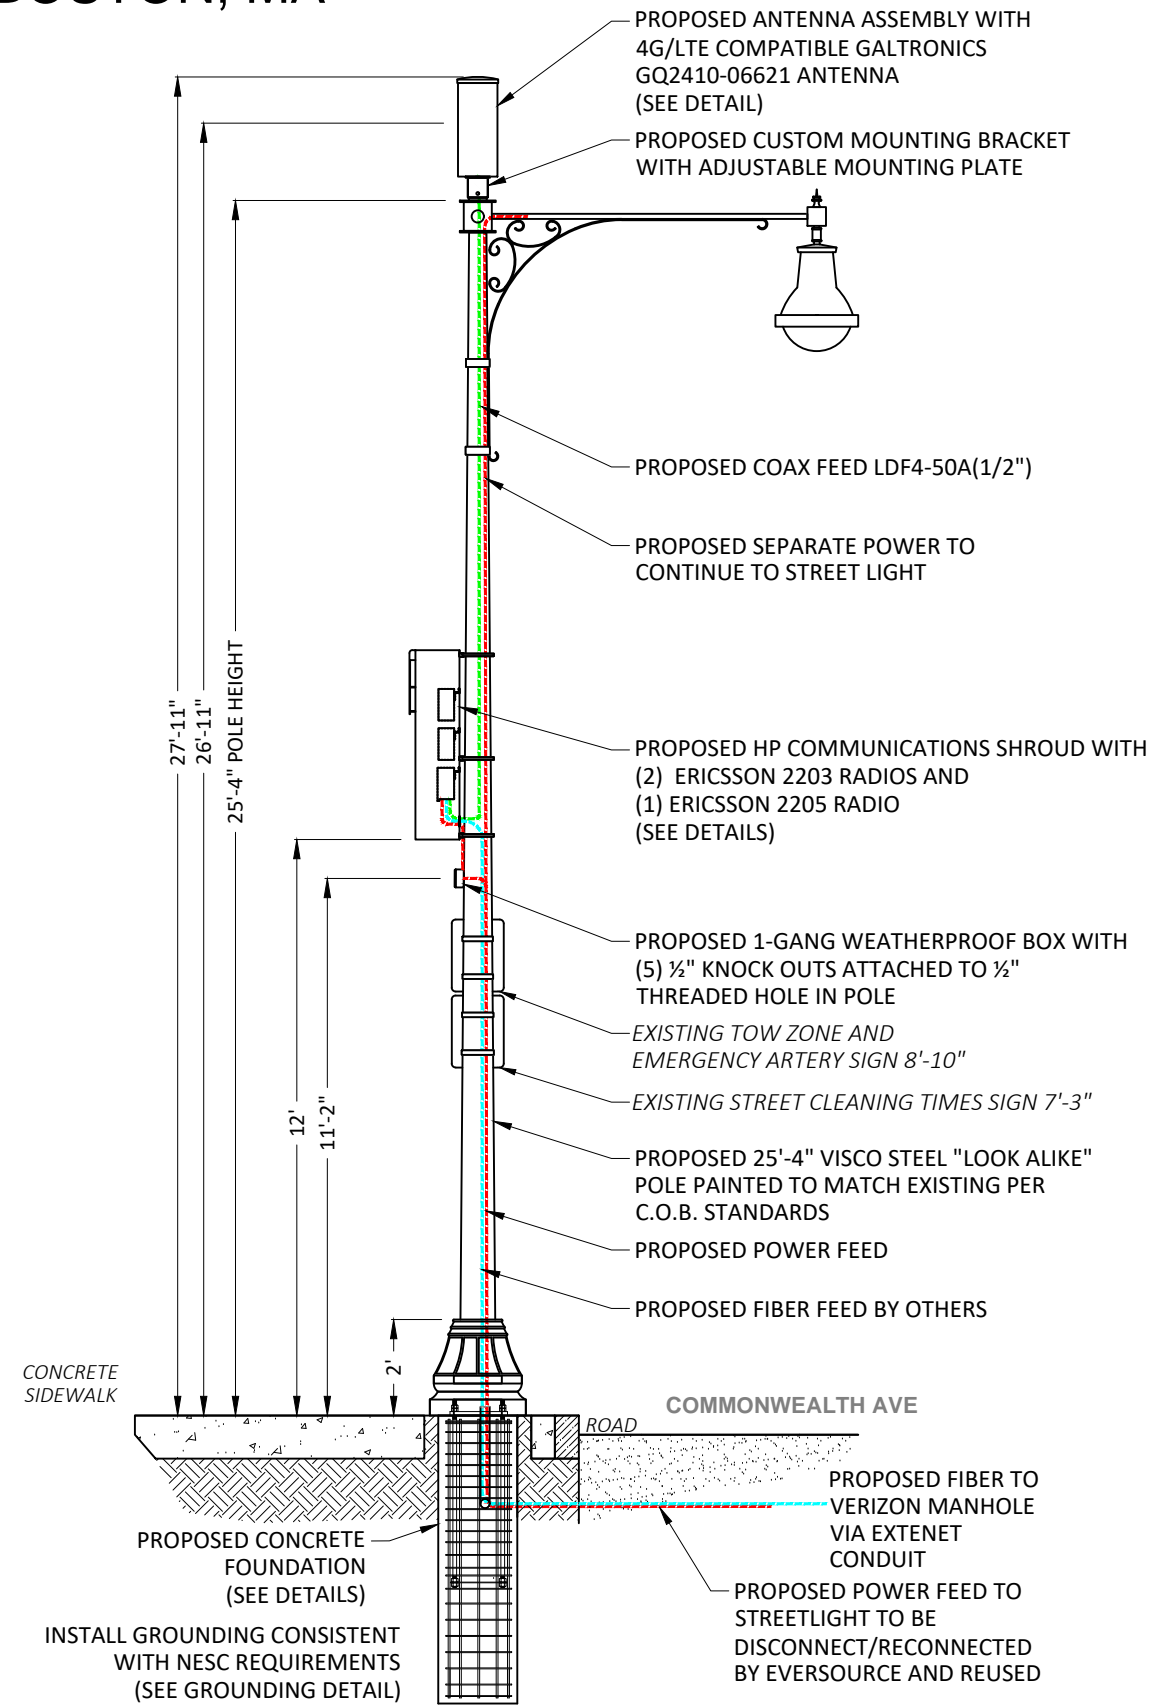 BOSTON, MA
PROPOSED ANTENNA ASSEMBLY WITH
4G/LTE COMPATIBLE GALTRONICS
GQ2410-06621 ANTENNA
(SEE DETAIL)
PROPOSED CUSTOM MOUNTING BRACKET
WITH ADJUSTABLE MOUNTING PLATE
PROPOSED COAX FEED LDF4-50A(1/2")
PROPOSED SEPARATE POWER TO
CONTINUE TO STREET LIGHT
27'-11"
26'-11"
25'-4" POLE HEIGHT
PROPOSED HP COMMUNICATIONS SHROUD WITH
(2) ERICSSON 2203 RADIOS AND
(1) ERICSSON 2205 RADIO
(SEE DETAILS)
PROPOSED 1-GANG WEATHERPROOF BOX WITH
(5) ½" KNOCK OUTS ATTACHED TO ½"
THREADED HOLE IN POLE
EXISTING TOW ZONE AND
EMERGENCY ARTERY SIGN 8'-10"
EXISTING STREET CLEANING TIMES SIGN 7'-3"
12'
11'-2"
PROPOSED 25'-4" VISCO STEEL "LOOK ALIKE"
POLE PAINTED TO MATCH EXISTING PER
C.O.B. STANDARDS
PROPOSED POWER FEED
PROPOSED FIBER FEED BY OTHERS
2'
CONCRETE
SIDEWALK
COMMONWEALTH AVE
ROAD
PROPOSED FIBER TO
VERIZON MANHOLE
VIA EXTENET
CONDUIT
PROPOSED CONCRETE
FOUNDATION
(SEE DETAILS)
PROPOSED POWER FEED TO
STREETLIGHT TO BE
DISCONNECT/RECONNECTED
BY EVERSOURCE AND REUSED
INSTALL GROUNDING CONSISTENT
WITH NESC REQUIREMENTS
(SEE GROUNDING DETAIL)